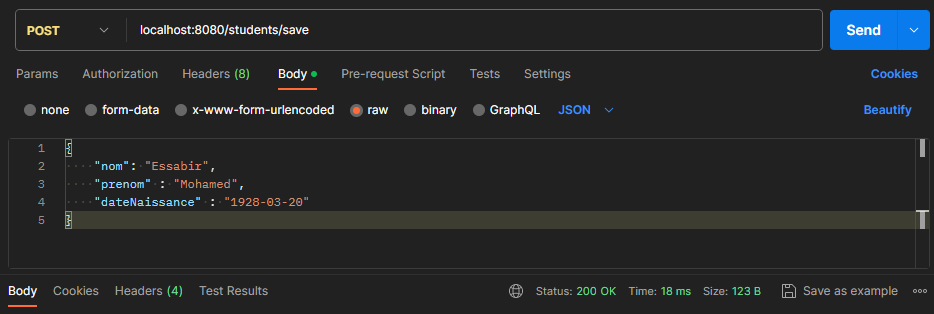 POST localhost:8080/students/save Send
Params Authorization Headers (8) Body Pre-request Script Tests Settings Cookies
none form-data x-www-form-urlencoded raw binary GraphQL JSON Beautify
1 {
2 "nom": "Essabir",
3 "prenom" : "Mohamed",
4 "dateNaissance" : "1928-03-20"
5 }
Body Cookies Headers (4) Test Results Status: 200 OK Time: 18 ms Size: 123 B Save as example